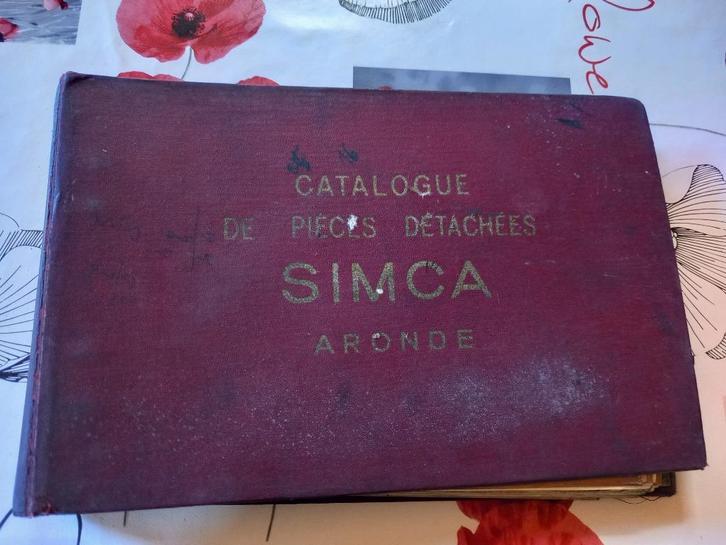 CATALOGUE
DE PIÈCES DÉTACHÉES
SIMCA
ARONDE